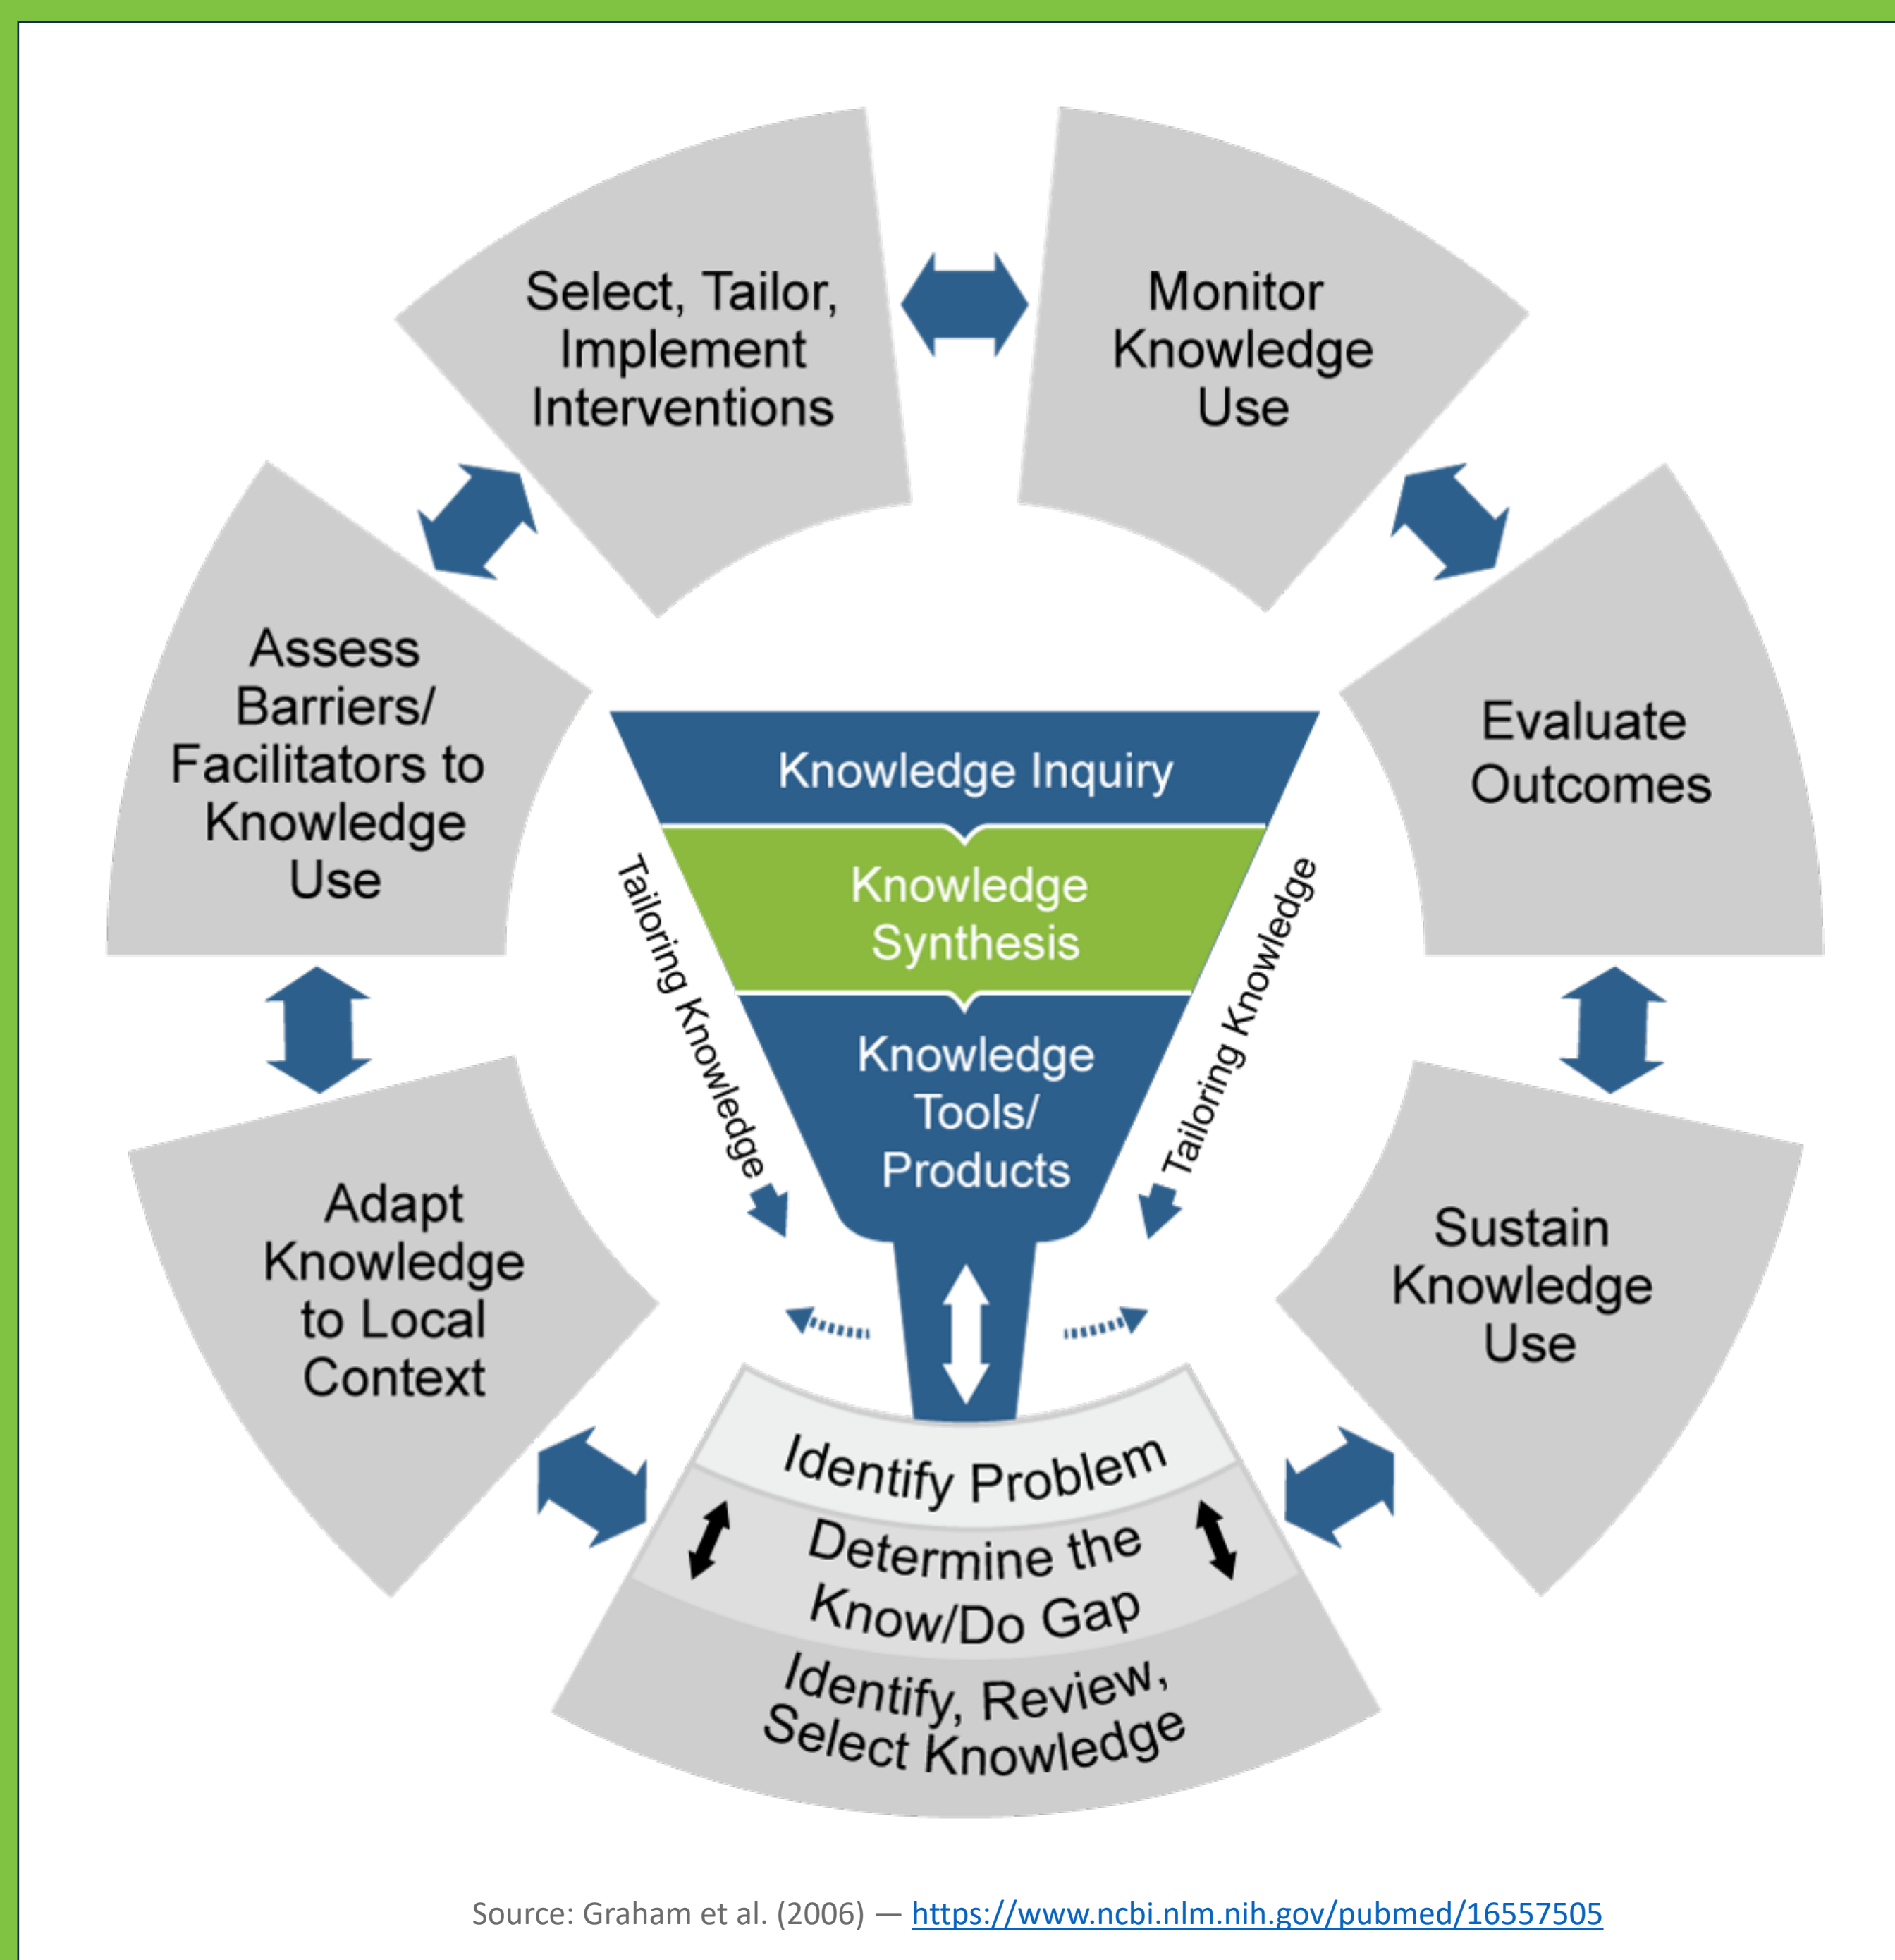 Select, Tailor,
Implement
Interventions
Monitor
Knowledge
Use
Assess
Barriers/
Facilitators to
Knowledge
Use
Evaluate
Outcomes
Knowledge Inquiry
Knowledge
Synthesis
Knowledge
Tools/
Products
Tailoring Knowledge
Tailoring Knowledge
Adapt
Knowledge
to Local
Context
Sustain
Knowledge
Use
Identify Problem
Determine the
Know/Do Gap
Identify, Review,
Select Knowledge
Source: Graham et al. (2006) — https://www.ncbi.nlm.nih.gov/pubmed/16557505